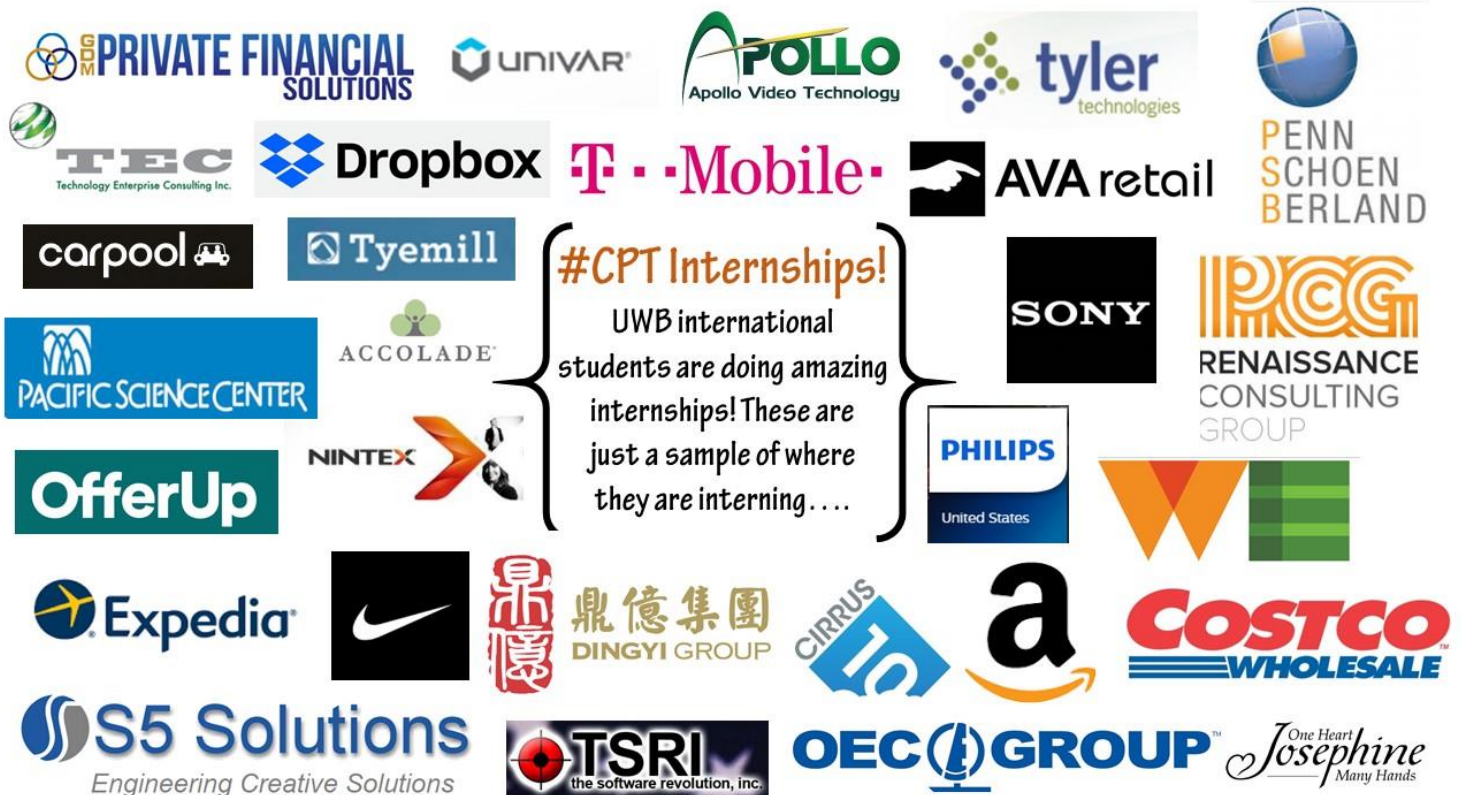 GDM PRIVATE FINANCIAL
SOLUTIONS
UNIVAR®
APOLLO
Apollo Video Technology
tyler
technologies
PENN
SCHOEN
BERLAND
TEC
Technology Enterprise Consulting Inc.
Dropbox
T··Mobile·
AVA retail
carpool
Tyemill
#CPT Internships!
UWB international
students are doing amazing
internships! These are
just a sample of where
they are interning....
SONY
RCG
RENAISSANCE
CONSULTING
GROUP
ACCOLADE
PACIFIC SCIENCE CENTER
NINTEX
PHILIPS
United States
OfferUp
WE
Expedia®
鼎億
鼎億集團
DINGYI GROUP
CIRRUS
10
a
COSTCO
WHOLESALE
S5 Solutions
Engineering Creative Solutions
TSRI
the software revolution, inc.
OEC GROUP™
One Heart
Josephine
Many Hands